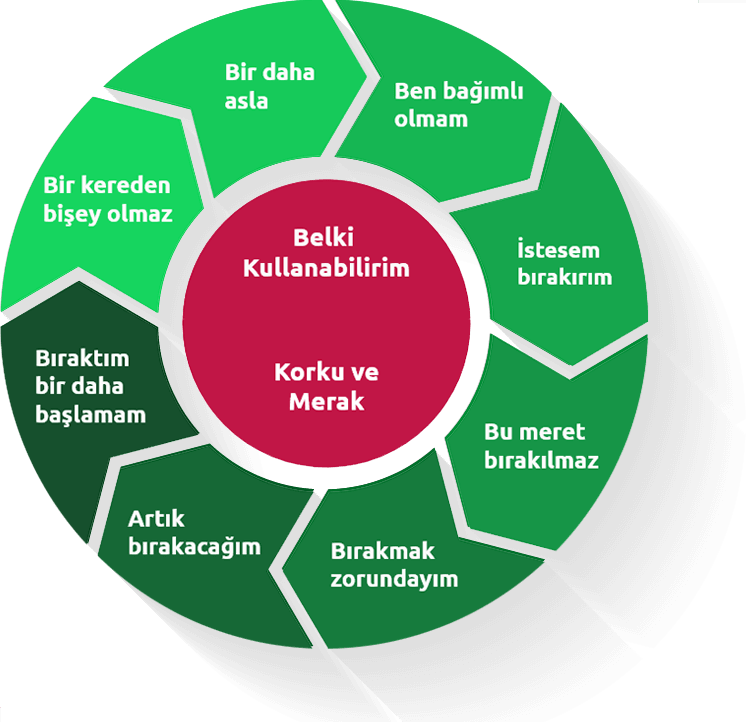 Bir daha
asla
Ben bağımlı
olmam
İstesem
bırakırım
Bu meret
bırakılmaz
Bırakmak
zorundayım
Artık
bırakacağım
Bıraktım
bir daha
başlamam
Bir kereden
bişey olmaz
Belki
Kullanabilirim
Korku ve
Merak